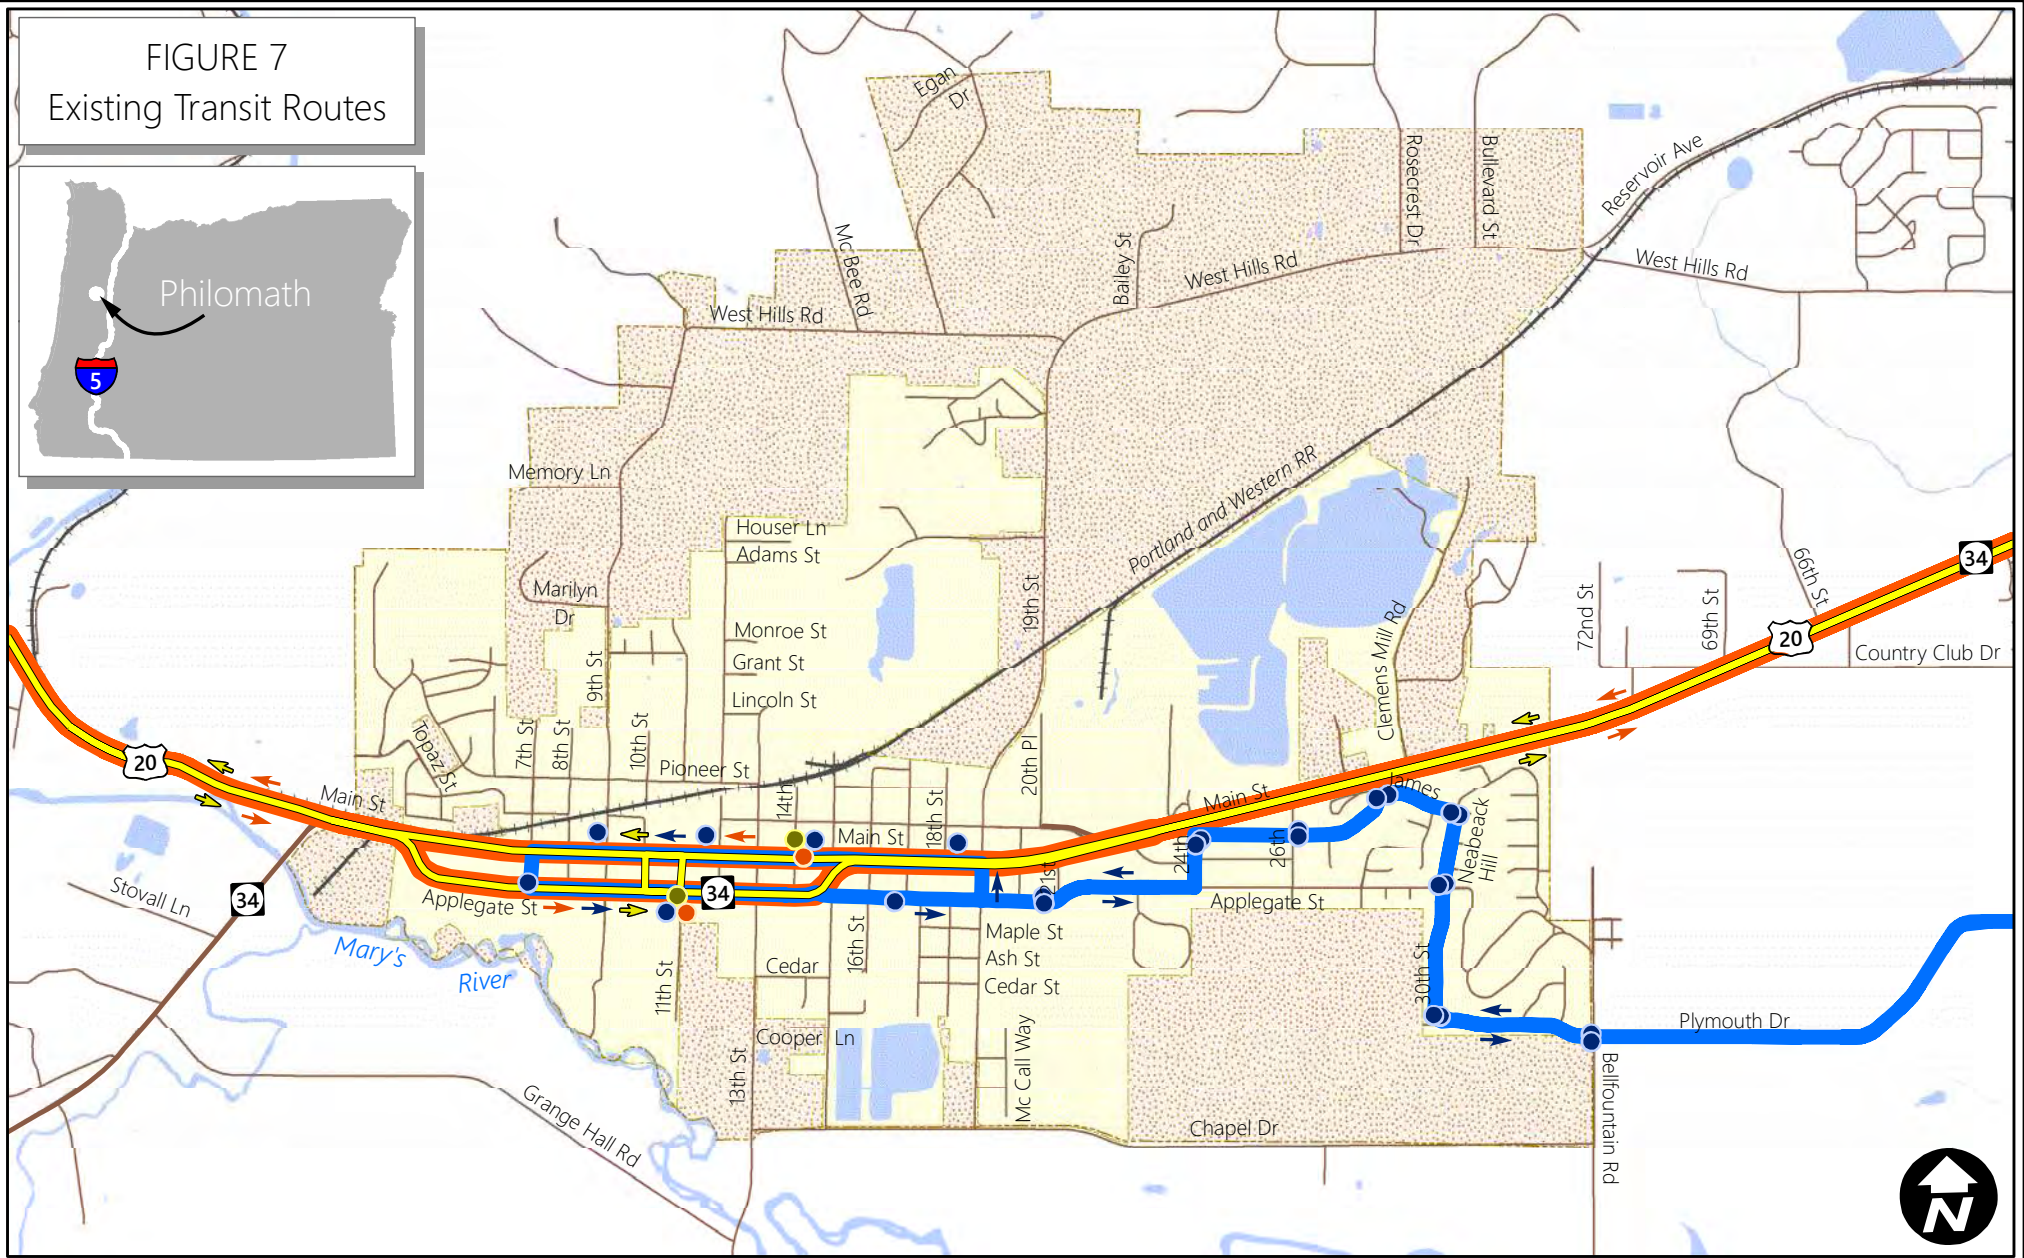 FIGURE 7
Existing Transit Routes
Philomath
5
Egan
Dr
Rosecrest Dr
Bullevard St
Reservoir Ave
Mc Bee Rd
Bailey St
West Hills Rd
West Hills Rd
West Hills Rd
Memory Ln
Portland and Western RR
Houser Ln
Adams St
Marilyn
Dr
19th St
66th St
34
72nd St
69th St
20
Country Club Dr
Monroe St
Grant St
9th St
Clemens Mill Rd
Lincoln St
Topaz St
7th St
8th St
10th St
20th Pl
20
Pioneer St
Main St
14th
18th St
Main St
James
Main St
24th
26th
Neabeack
Hill
Stovall Ln
34
34
21st
Applegate St
Applegate St
Mary's
River
16th St
Maple St
Ash St
Cedar
Cedar St
11th St
30th St
Plymouth Dr
Cooper Ln
13th St
Mc Call Way
Bellfountain Rd
Grange Hall Rd
Chapel Dr
N